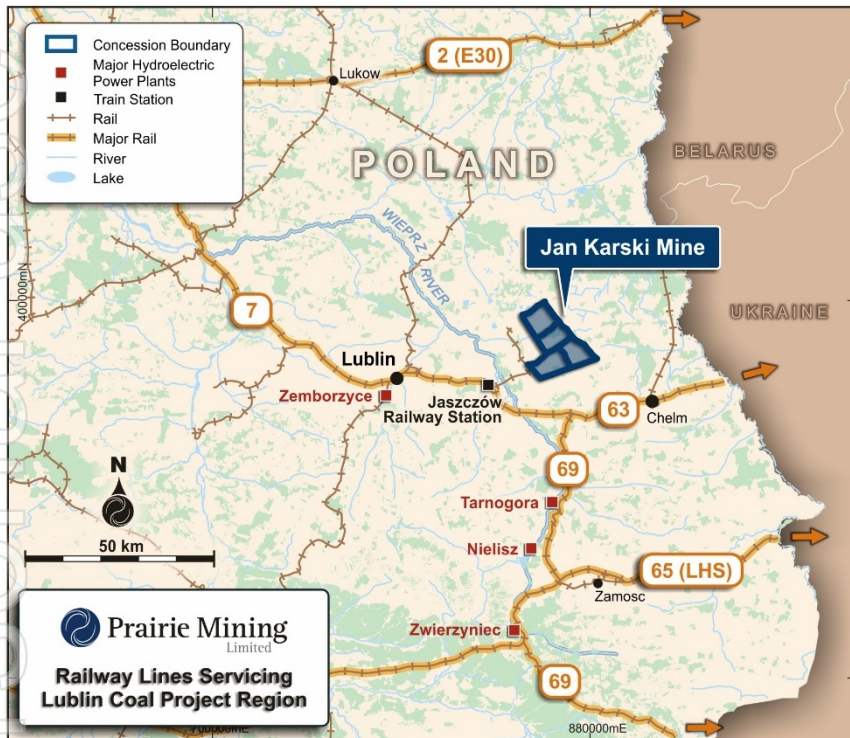 Concession Boundary
Major Hydroelectric
Power Plants
Train Station
Rail
Major Rail
River
Lake
2 (E30)
Lukow
POLAND
BELARUS
WIEPRZ RIVER
Jan Karski Mine
UKRAINE
400000mN
7
Lublin
Zemborzyce
Jaszczów
Railway Station
63
Chelm
69
N
Tarnogora
50 km
Nielisz
65 (LHS)
Zamosc
Prairie Mining
Limited
Zwierzyniec
Railway Lines Servicing
Lublin Coal Project Region
69
880000mE